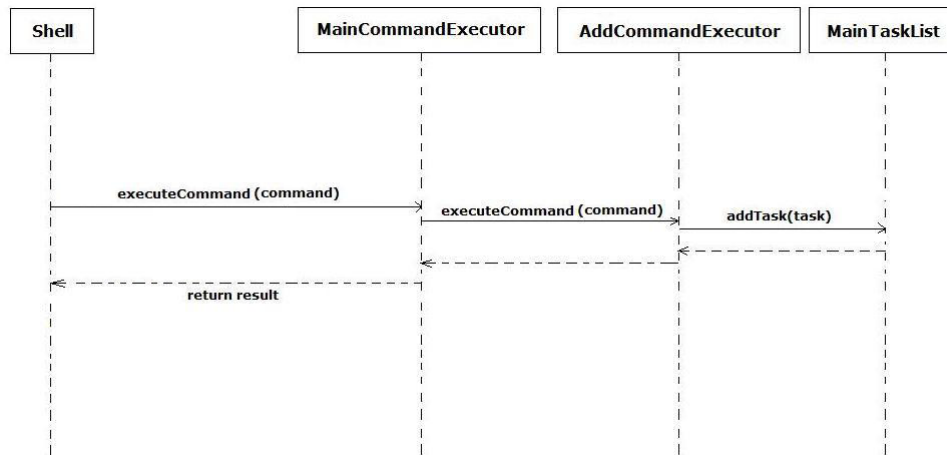 Shell
MainCommandExecutor
AddCommandExecutor
MainTaskList
executeCommand (command)
executeCommand (command)
addTask(task)
return result